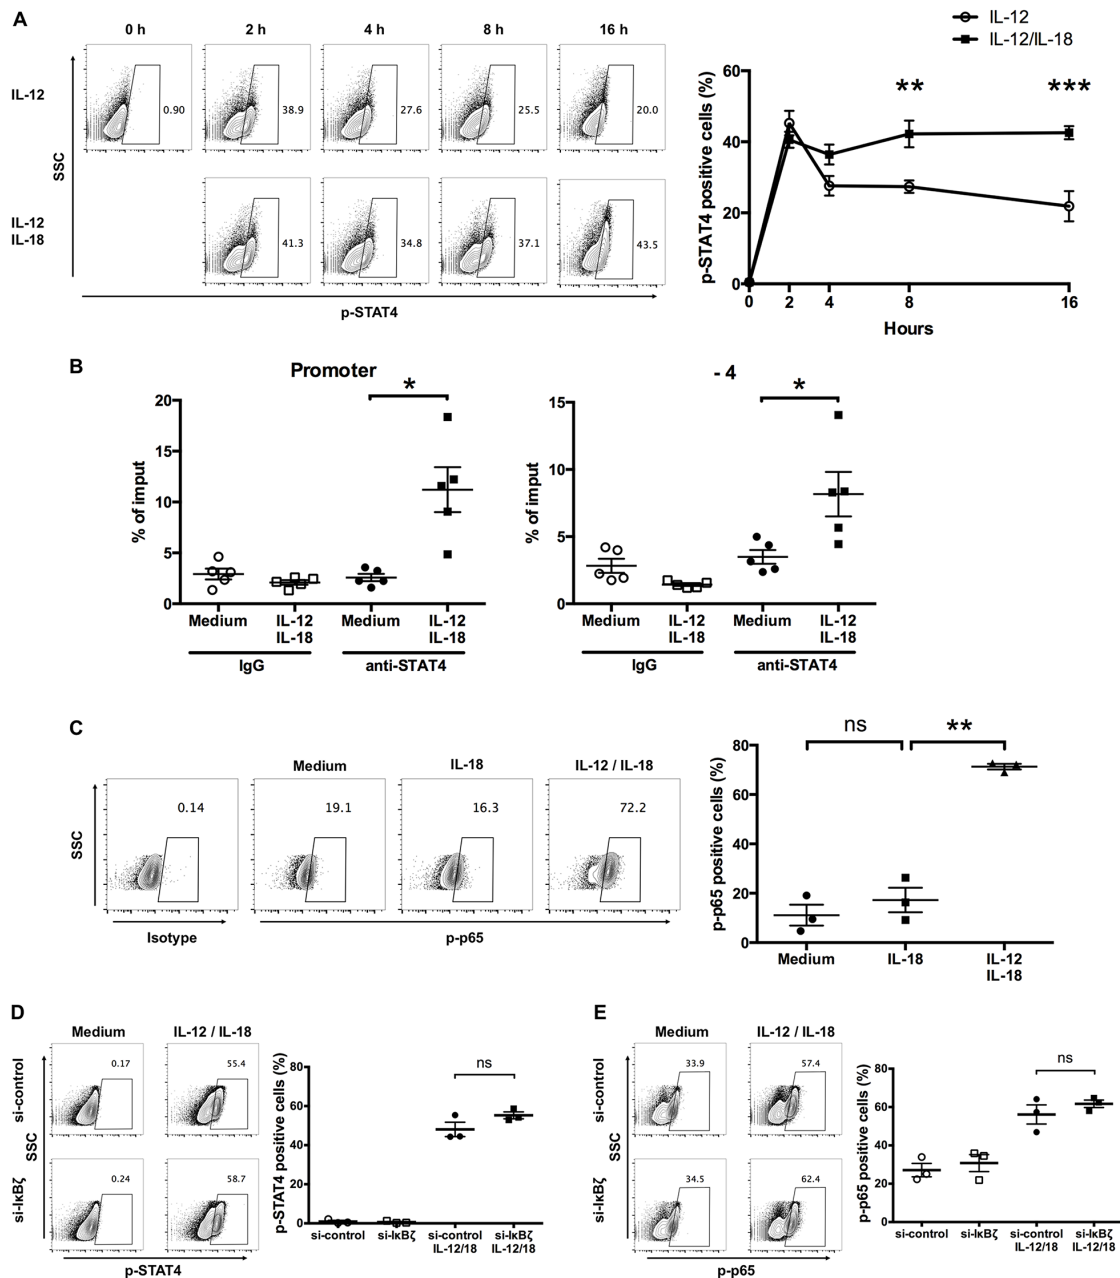 A
0 h 2 h 4 h 8 h 16 h
IL-12
0.90 38.9 27.6 25.5 20.0
SSC
IL-12
IL-18
41.3 34.8 37.1 43.5
p-STAT4
IL-12
IL-12/IL-18
p-STAT4 positive cells (%)
60
40
20
0
** ***
0 2 4 8 16
Hours
B
Promoter
*
% of imput
20
15
10
5
0
Medium IL-12 Medium IL-12
IL-18 IL-18
IgG anti-STAT4
- 4
*
% of imput
15
10
5
0
Medium IL-12 Medium IL-12
IL-18 IL-18
IgG anti-STAT4
C
Medium IL-18 IL-12 / IL-18
0.14 19.1 16.3 72.2
SSC
Isotype p-p65
ns **
p-p65 positive cells (%)
80
60
40
20
0
Medium IL-18 IL-12
IL-18
D
Medium IL-12 / IL-18
si-control
0.17 55.4
SSC
si-IκBζ
0.24 58.7
p-STAT4
p-STAT4 positive cells (%)
80
60
40
20
0
ns
si-control si-IκBζ si-control si-IκBζ
IL-12/18 IL-12/18
E
Medium IL-12 / IL-18
si-control
33.9 57.4
SSC
si-IκBζ
34.5 62.4
p-p65
p-p65 positive cells (%)
80
60
40
20
0
ns
si-control si-IκBζ si-control si-IκBζ
IL-12/18 IL-12/18